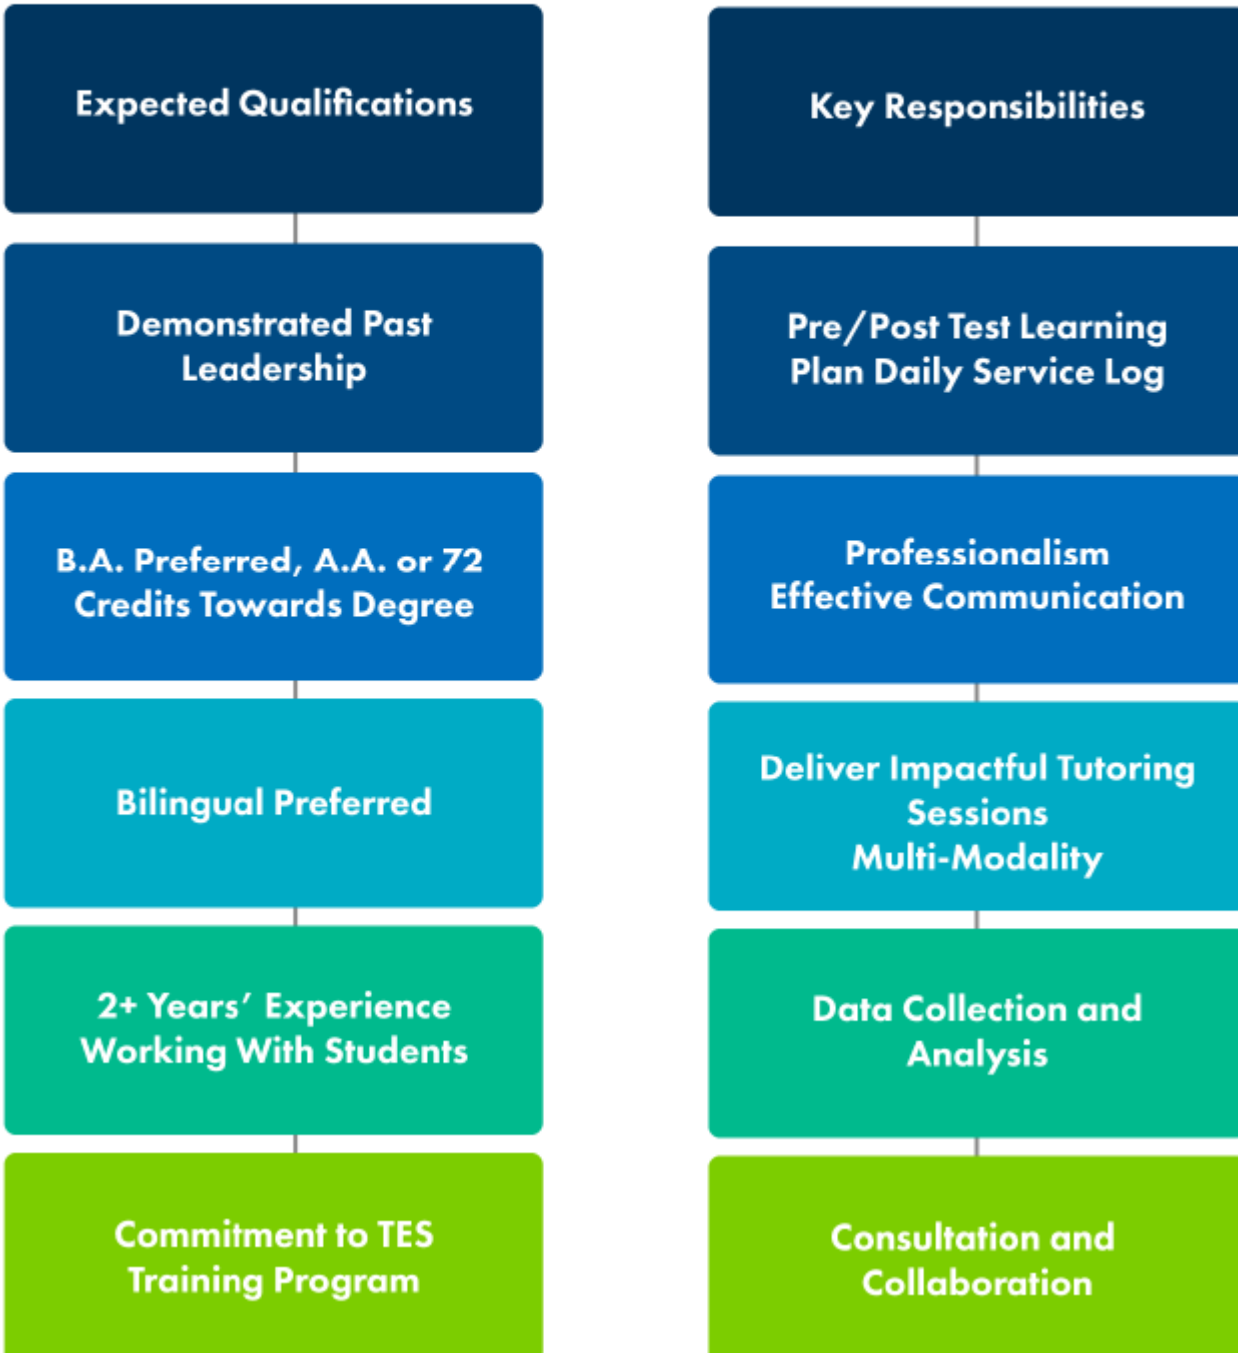 Expected Qualifications
Demonstrated Past
Leadership
B.A. Preferred, A.A. or 72
Credits Towards Degree
Bilingual Preferred
2+ Years’ Experience
Working With Students
Commitment to TES
Training Program
Key Responsibilities
Pre/Post Test Learning
Plan Daily Service Log
Professionalism
Effective Communication
Deliver Impactful Tutoring
Sessions
Multi-Modality
Data Collection and
Analysis
Consultation and
Collaboration